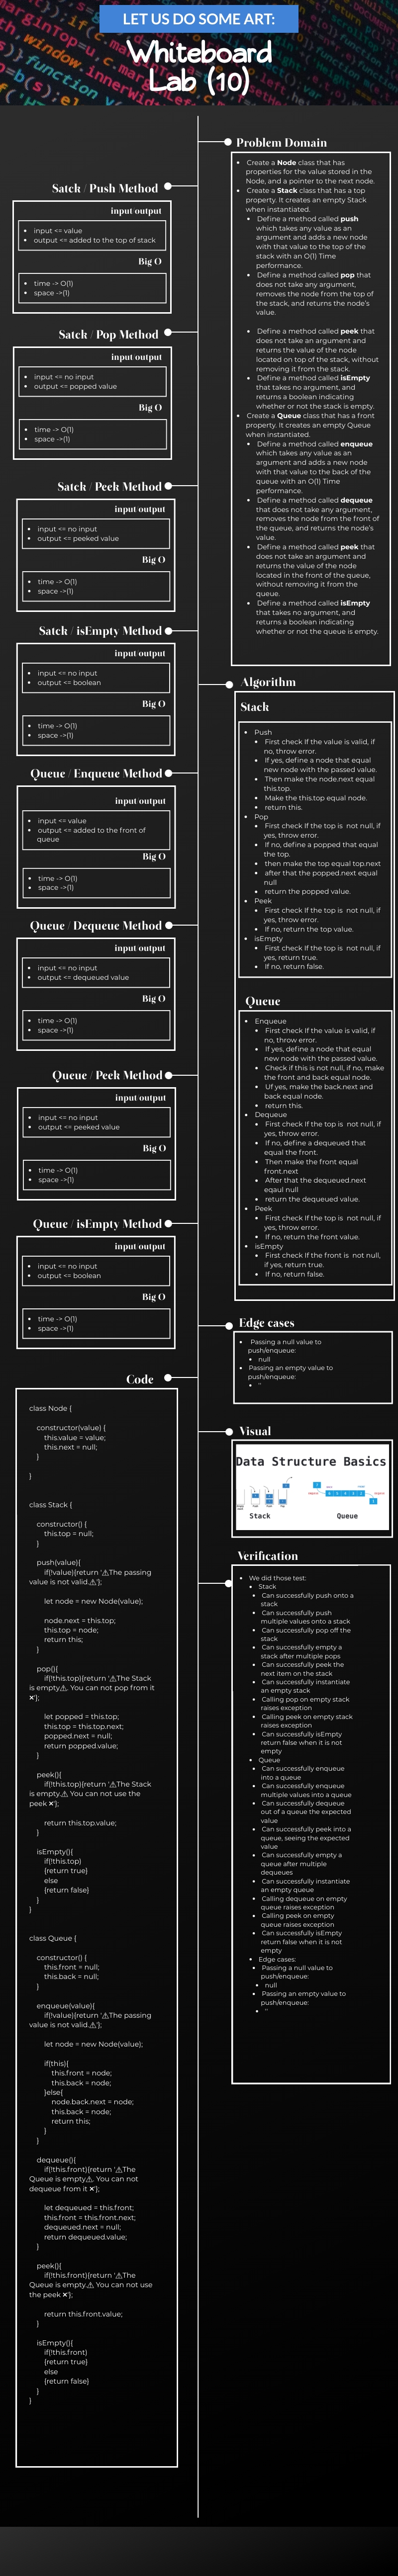 LET US DO SOME ART:
Whiteboard
Lab (10)
Satck / Push Method
input/output
input <= value
output <= added to the top of stack
Big O
time -> O(1)
space ->(1)
Satck / Pop Method
input/output
input <= no input
output <= popped value
Big O
time -> O(1)
space ->(1)
Satck / Peek Method
input/output
input <= no input
output <= peeked value
Big O
time -> O(1)
space ->(1)
Satck / isEmpty Method
input/output
input <= no input
output <= boolean
Big O
time -> O(1)
space ->(1)
Queue / Enqueue Method
input/output
input <= value
output <= added to the front of
queue
Big O
time -> O(1)
space ->(1)
Queue / Dequeue Method
input/output
input <= no input
output <= dequeued value
Big O
time -> O(1)
space ->(1)
Queue / Peek Method
input/output
input <= no input
output <= peeked value
Big O
time -> O(1)
space ->(1)
Queue / isEmpty Method
input/output
input <= no input
output <= boolean
Big O
time -> O(1)
space ->(1)
Code
class Node {
constructor(value) {
this.value = value;
this.next = null;
}
}
class Stack {
constructor() {
this.top = null;
}
push(value){
if(!value){return '⚠The passing
value is not valid.⚠'};
let node = new Node(value);
node.next = this.top;
this.top = node;
return this;
}
pop(){
if(!this.top){return '⚠The Stack
is empty⚠. You can not pop from it
❌'};
let popped = this.top;
this.top = this.top.next;
popped.next = null;
return popped.value;
}
peek(){
if(!this.top){return '⚠The Stack
is empty.⚠ You can not use the
peek ❌'};
return this.top.value;
}
isEmpty(){
if(!this.top)
{return true}
else
{return false}
}
}
class Queue {
constructor() {
this.front = null;
this.back = null;
}
enqueue(value){
if(!value){return '⚠The passing
value is not valid.⚠'};
let node = new Node(value);
if(this){
this.front = node;
this.back = node;
}else{
node.back.next = node;
this.back = node;
return this;
}
}
dequeue(){
if(!this.front){return '⚠The
Queue is empty⚠. You can not
dequeue from it ❌'};
let dequeued = this.front;
this.front = this.front.next;
dequeued.next = null;
return dequeued.value;
}
peek(){
if(!this.front){return '⚠The
Queue is empty.⚠ You can not use
the peek ❌'};
return this.front.value;
}
isEmpty(){
if(!this.front)
{return true}
else
{return false}
}
}
Problem Domain
Create a Node class that has
properties for the value stored in the
Node, and a pointer to the next node.
Create a Stack class that has a top
property. It creates an empty Stack
when instantiated.
Define a method called push
which takes any value as an
argument and adds a new node
with that value to the top of the
stack with an O(1) Time
performance.
Define a method called pop that
does not take any argument,
removes the node from the top of
the stack, and returns the node's
value.
Define a method called peek that
does not take an argument and
returns the value of the node
located on top of the stack, without
removing it from the stack.
Define a method called isEmpty
that takes no argument, and
returns a boolean indicating
whether or not the stack is empty.
Create a Queue class that has a front
property. It creates an empty Queue
when instantiated.
Define a method called enqueue
which takes any value as an
argument and adds a new node
with that value to the back of the
queue with an O(1) Time
performance.
Define a method called dequeue
that does not take any argument,
removes the node from the front of
the queue, and returns the node's
value.
Define a method called peek that
does not take an argument and
returns the value of the node
located in the front of the queue,
without removing it from the
queue.
Define a method called isEmpty
that takes no argument, and
returns a boolean indicating
whether or not the queue is empty.
Algorithm
Stack
Push
First check If the value is valid, if
no, throw error.
If yes, define a node that equal
new node with the passed value.
Then make the node.next equal
this.top.
Make the this.top equal node.
return this.
Pop
First check If the top is not null, if
yes, throw error.
If no, define a popped that equal
the top.
then make the top equal top.next
after that the popped.next equal
null
return the popped value.
Peek
First check If the top is not null, if
yes, throw error.
If no, return the top value.
isEmpty
First check If the top is not null, if
yes, return true.
If no, return false.
Queue
Enqueue
First check If the value is valid, if
no, throw error.
If yes, define a node that equal
new node with the passed value.
Check if this is not null, if no, make
the front and back equal node.
Uf yes, make the back.next and
back equal node.
return this.
Dequeue
First check If the top is not null, if
yes, throw error.
If no, define a dequeued that
equal the front.
Then make the front equal
front.next
After that the dequeued.next
eqaul null
return the dequeued value.
Peek
First check If the top is not null, if
yes, throw error.
If no, return the front value.
isEmpty
First check If the front is not null,
if yes, return true.
If no, return false.
Edge cases
Passing a null value to
push/enqueue:
null
Passing an empty value to
push/enqueue:
''
Visual
Data Structure Basics
Stack
Queue
Verification
We did those test:
Stack
Can successfully push onto a
stack
Can successfully push
multiple values onto a stack
Can successfully pop off the
stack
Can successfully empty a
stack after multiple pops
Can successfully peek the
next item on the stack
Can successfully instantiate
an empty stack
Calling pop on empty stack
raises exception
Calling peek on empty stack
raises exception
Can successfully isEmpty
return false when it is not
empty
Queue
Can successfully enqueue
into a queue
Can successfully enqueue
multiple values into a queue
Can successfully dequeue
out of a queue the expected
value
Can successfully peek into a
queue, seeing the expected
value
Can successfully empty a
queue after multiple
dequeues
Can successfully instantiate
an empty queue
Calling dequeue on empty
queue raises exception
Calling peek on empty
queue raises exception
Can successfully isEmpty
return false when it is not
empty
Edge cases:
Passing a null value to
push/enqueue:
null
Passing an empty value to
push/enqueue:
''